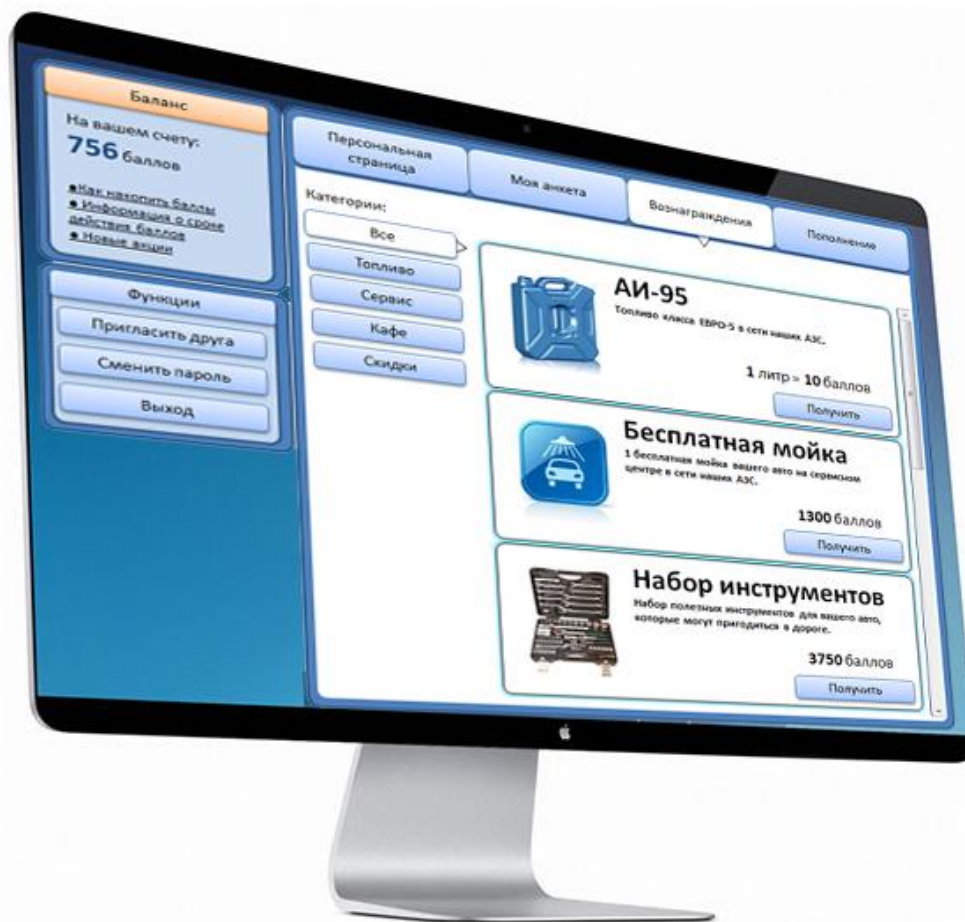 Баланс
На вашем счету:
756 баллов
●Как накопить баллы
● Информация о сроке
действия баллов
● Новые акции
Функции
Пригласить друга
Сменить пароль
Выход
Персональная
страница
Моя анкета
Вознаграждения
Пополнение
Категории:
Все
Топливо
Сервис
Кафе
Скидки
АИ-95
Топливо класса ЕВРО-5 в сети наших АЗС.
1 литр = 10 баллов
Получить
Бесплатная мойка
1 бесплатная мойка вашего авто на сервисном
центре в сети наших АЗС.
1300 баллов
Получить
Набор инструментов
Набор полезных инструментов для вашего авто,
которые могут пригодиться в дороге.
3750 баллов
Получить